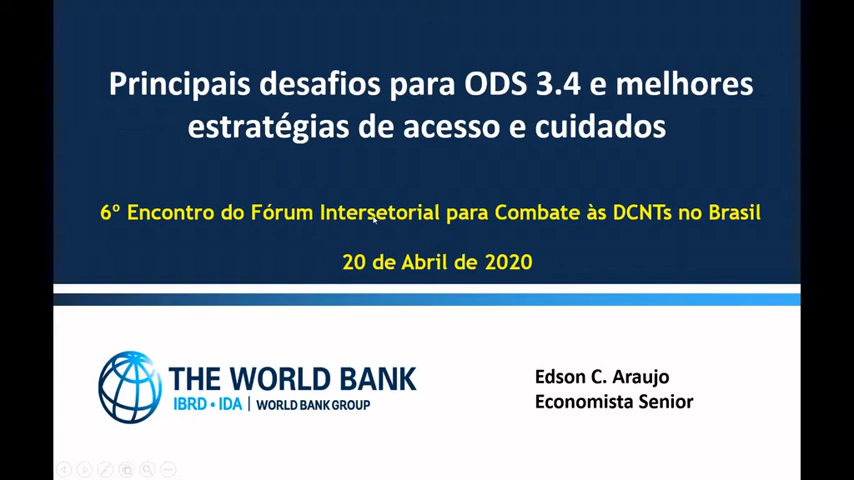 Principais desafios para ODS 3.4 e melhores
estratégias de acesso e cuidados
6º Encontro do Fórum Intersetorial para Combate às DCNTs no Brasil
20 de Abril de 2020
THE WORLD BANK
IBRD • IDA | WORLD BANK GROUP
Edson C. Araujo
Economista Senior